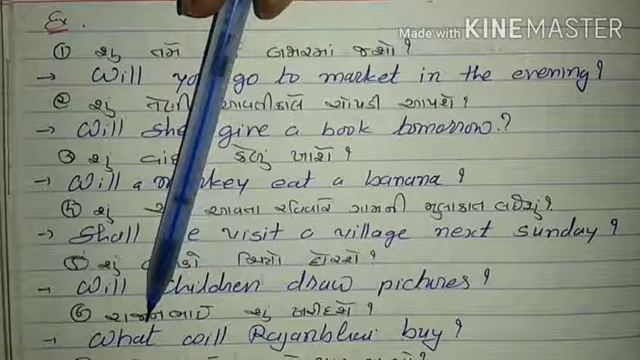 Ex.
Made with KINEMASTER
① શું તમે બજારમાં જશો?
→ Will you go to market in the evening?
② શું તેણી આવતીકાલે ચોપડી આપશે?
→ Will she give a book tomorrow?
③ શું કેળું ખાશે?
→ Will a monkey eat a banana?
④ શું આવતા રવિવારે ગામની મુલાકાત લઈશું?
→ Shall we visit a village next sunday?
⑤ શું ચિત્રો દોરશે?
→ Will children draw pictures?
⑥ રાજનભાઈ શું ખરીદશે?
→ What will Rajanbhai buy?